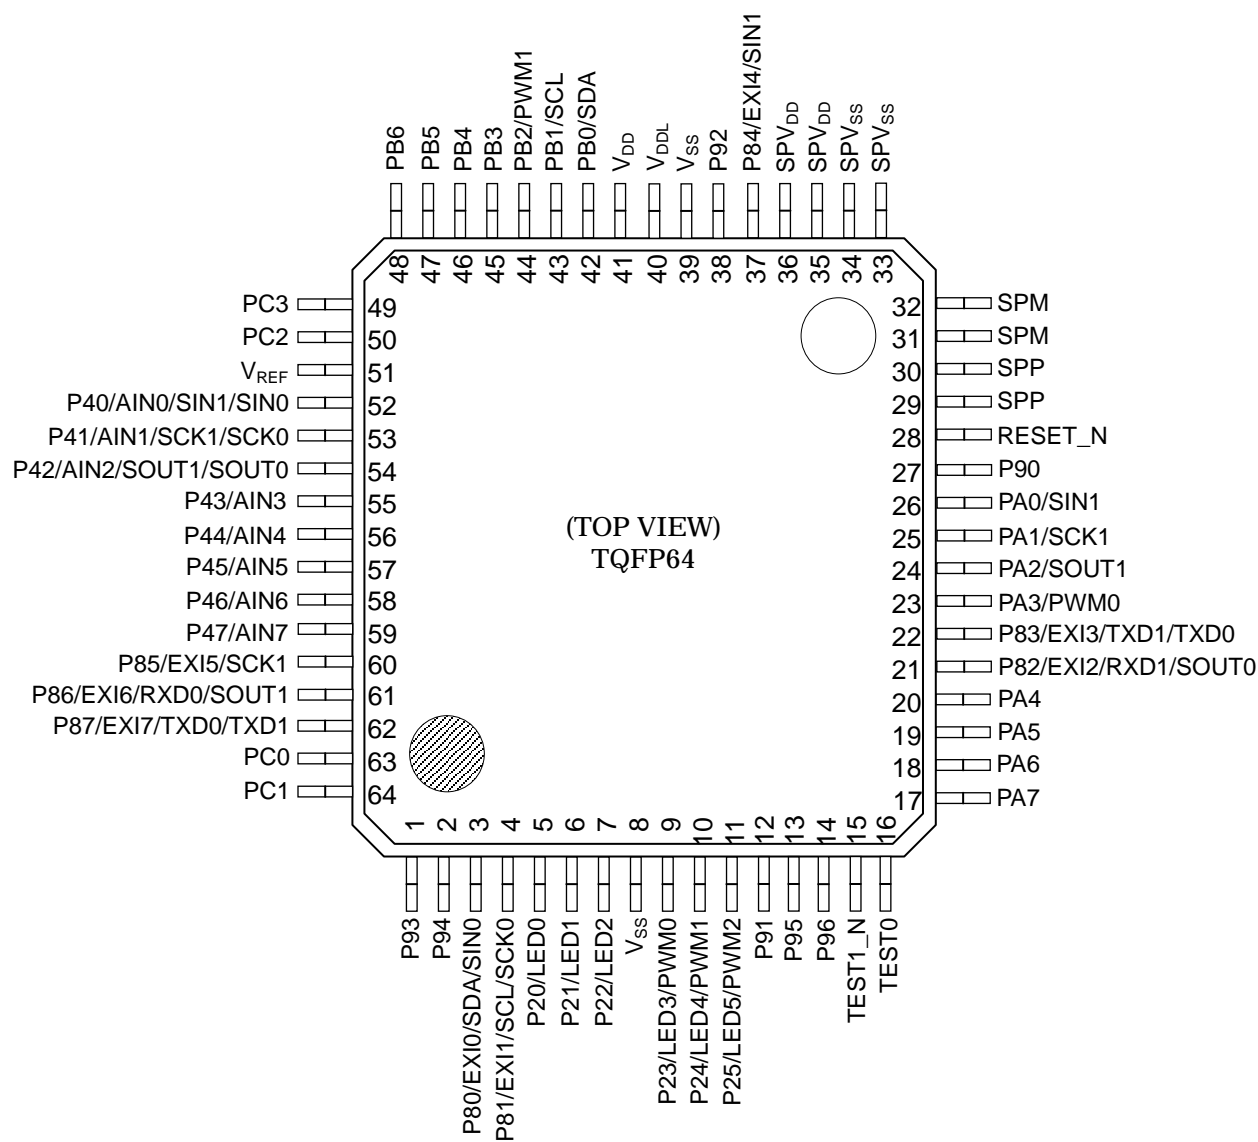 PB6
PB5
PB4
PB3
PB2/PWM1
PB1/SCL
PB0/SDA
VDD
VDDL
VSS
P92
P84/EXI4/SIN1
SPVDD
SPVDD
SPVSS
SPVSS
48
47
46
45
44
43
42
41
40
39
38
37
36
35
34
33
PC3 49
PC2 50
VREF 51
P40/AIN0/SIN1/SIN0 52
P41/AIN1/SCK1/SCK0 53
P42/AIN2/SOUT1/SOUT0 54
P43/AIN3 55
P44/AIN4 56
P45/AIN5 57
P46/AIN6 58
P47/AIN7 59
P85/EXI5/SCK1 60
P86/EXI6/RXD0/SOUT1 61
P87/EXI7/TXD0/TXD1 62
PC0 63
PC1 64
(TOP VIEW)
TQFP64
32 SPM
31 SPM
30 SPP
29 SPP
28 RESET_N
27 P90
26 PA0/SIN1
25 PA1/SCK1
24 PA2/SOUT1
23 PA3/PWM0
22 P83/EXI3/TXD1/TXD0
21 P82/EXI2/RXD1/SOUT0
20 PA4
19 PA5
18 PA6
17 PA7
1
2
3
4
5
6
7
8
9
10
11
12
13
14
15
16
P93
P94
P80/EXI0/SDA/SIN0
P81/EXI1/SCL/SCK0
P20/LED0
P21/LED1
P22/LED2
VSS
P23/LED3/PWM0
P24/LED4/PWM1
P25/LED5/PWM2
P91
P95
P96
TEST1_N
TEST0